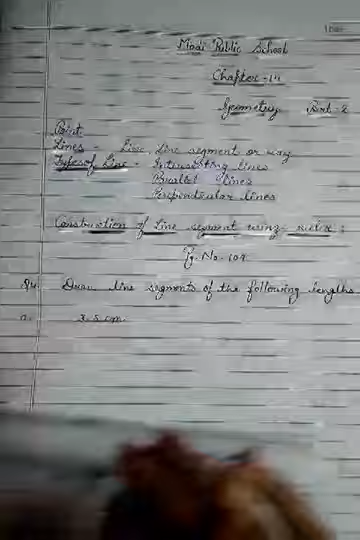 Modi Public School
Chapter-14
Geometry Part-2
Point
Lines - Line, line segment or ray
Types of Line - Intersecting lines
Parallel lines
Perpendicular lines
Construction of line segment using ruler:
Pg. No. 109
Draw line segments of the following lengths
a. 3.5 cm